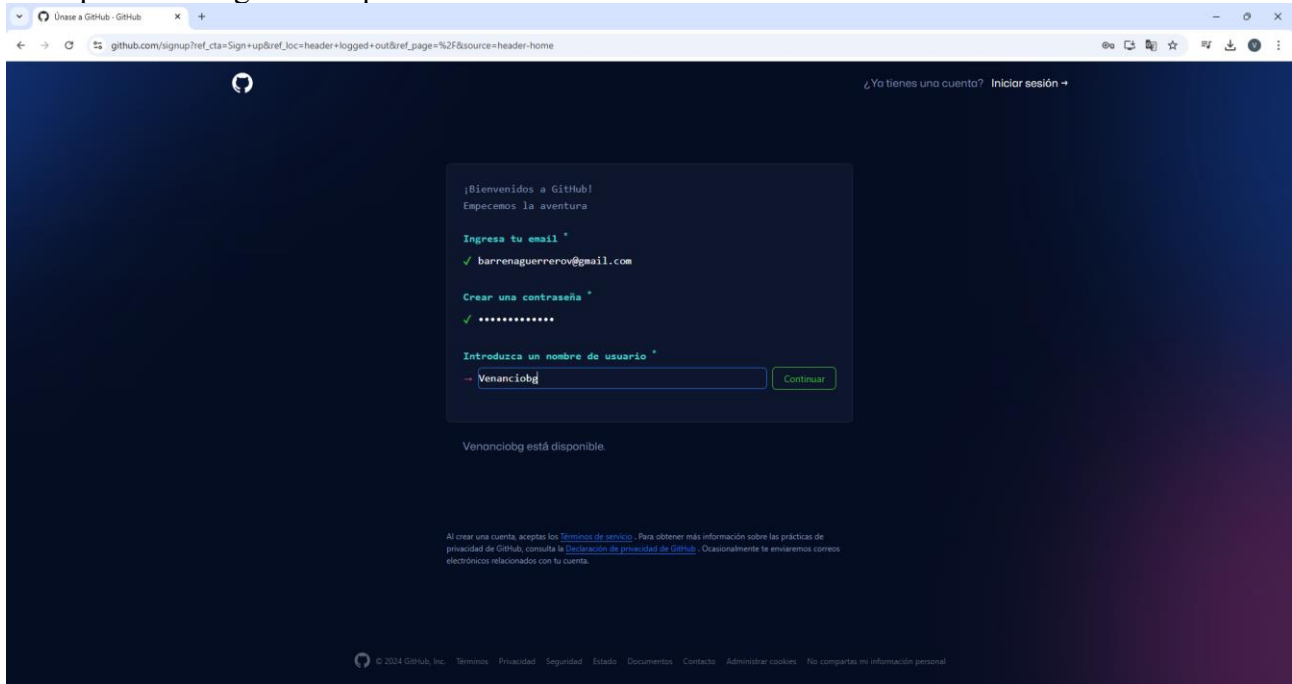 Únase a GitHub · GitHub
github.com/signup?ref_cta=Sign+up&ref_loc=header+logged+out&ref_page=%2F&source=header-home
V
¿Ya tienes una cuenta? Iniciar sesión →
¡Bienvenidos a GitHub!
Empecemos la aventura
Ingresa tu email *
✓ barrenaguerrerov@gmail.com
Crear una contraseña *
✓ •••••••••••••
Introduzca un nombre de usuario *
→ Venanciobg Continuar
Venanciobg está disponible.
Al crear una cuenta, aceptas los Términos de servicio . Para obtener más información sobre las prácticas de
privacidad de GitHub, consulta la Declaración de privacidad de GitHub . Ocasionalmente te enviaremos correos
electrónicos relacionados con tu cuenta.
© 2024 GitHub, Inc. Términos Privacidad Seguridad Estado Documentos Contacto Administrar cookies No compartas mi información personal